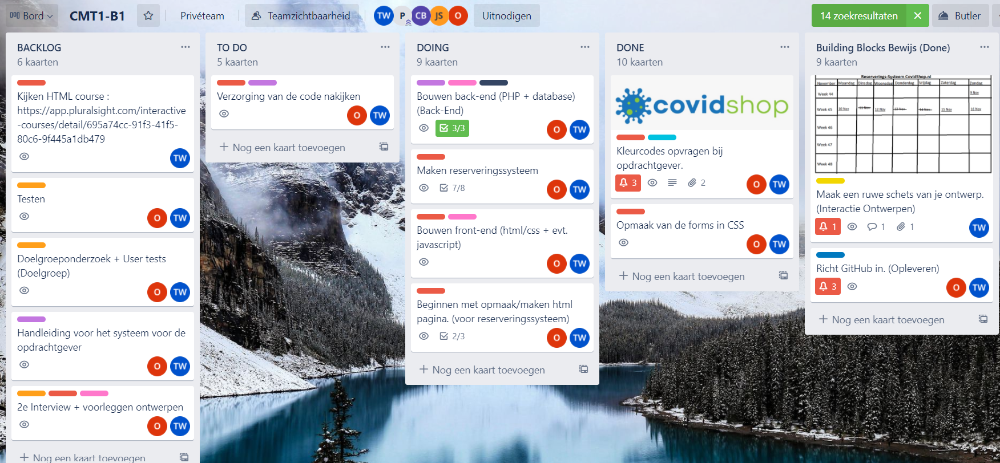 Bord
CMT1-B1
Privéteam
Teamzichtbaarheid
TW
P
CB
JS
O
Uitnodigen
14 zoekresultaten
Butler
BACKLOG
6 kaarten
Kijken HTML course :
https://app.pluralsight.com/interactive
-courses/detail/695a74cc-91f3-41f5-
80c6-9f445a1db479
TW
Testen
O TW
Doelgroeponderzoek + User tests
(Doelgroep)
O TW
Handleiding voor het systeem voor de
opdrachtgever
O TW
2e Interview + voorleggen ontwerpen
O TW
Nog een kaart toevoegen
TO DO
5 kaarten
Verzorging van de code nakijken
O TW
Nog een kaart toevoegen
DOING
9 kaarten
Bouwen back-end (PHP + database)
(Back-End)
3/3
O TW
Maken reserveringssysteem
7/8
O TW
Bouwen front-end (html/css + evt.
javascript)
O TW
Beginnen met opmaak/maken html
pagina. (voor reserveringssysteem)
2/3
O TW
Nog een kaart toevoegen
DONE
10 kaarten
covidshop
Kleurcodes opvragen bij
opdrachtgever.
3
2
O TW
Opmaak van de forms in CSS
O TW
Nog een kaart toevoegen
Building Blocks Bewijs (Done)
9 kaarten
Reserverings-Systeem CovidShop.nl
November Maandag Dinsdag Woensdag Donderdag Vrijdag Zaterdag Zondag
Week 44 9 Nov
Week 45 10 Nov 11 Nov 12 Nov 13 Nov 14 Nov 15 Nov 16 Nov
Week 46
Week 47
Week 48
Maak een ruwe schets van je ontwerp.
(Interactie Ontwerpen)
1
1
1
TW
Richt GitHub in. (Opleveren)
3
O TW
Nog een kaart toevoegen